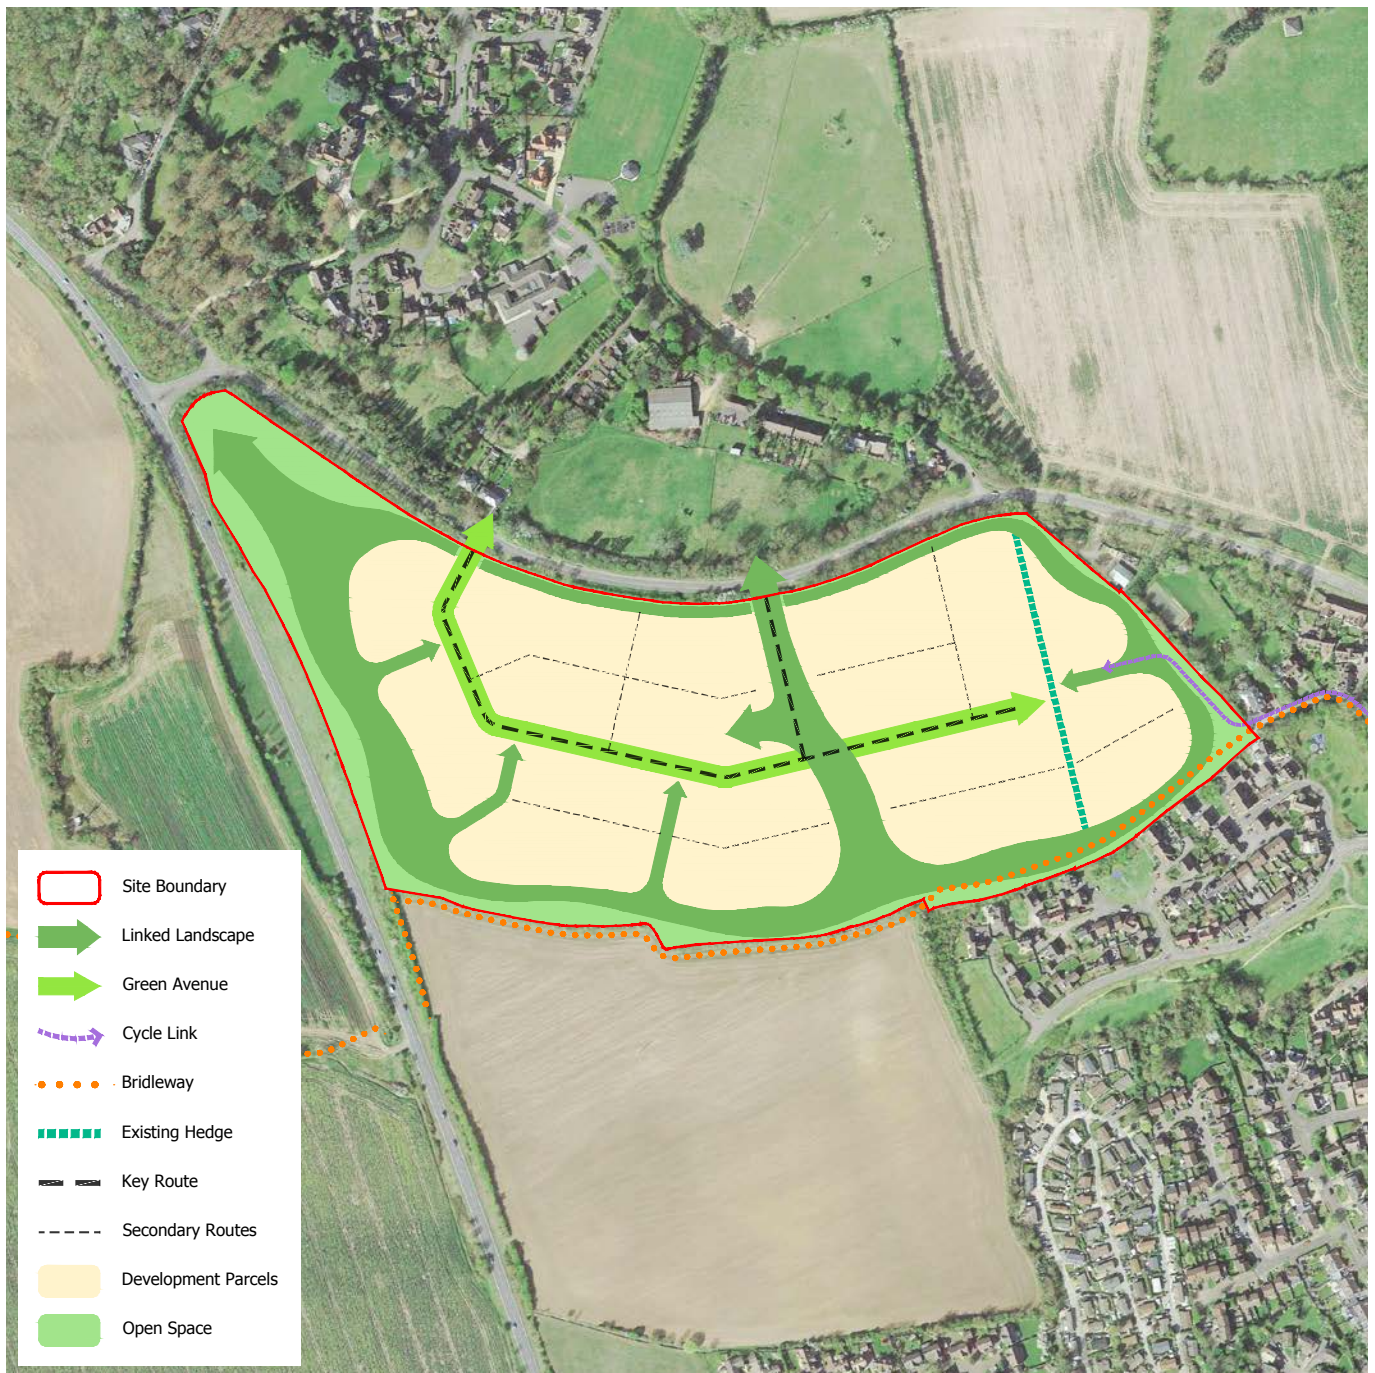 Site Boundary
Linked Landscape
Green Avenue
Cycle Link
Bridleway
Existing Hedge
Key Route
Secondary Routes
Development Parcels
Open Space